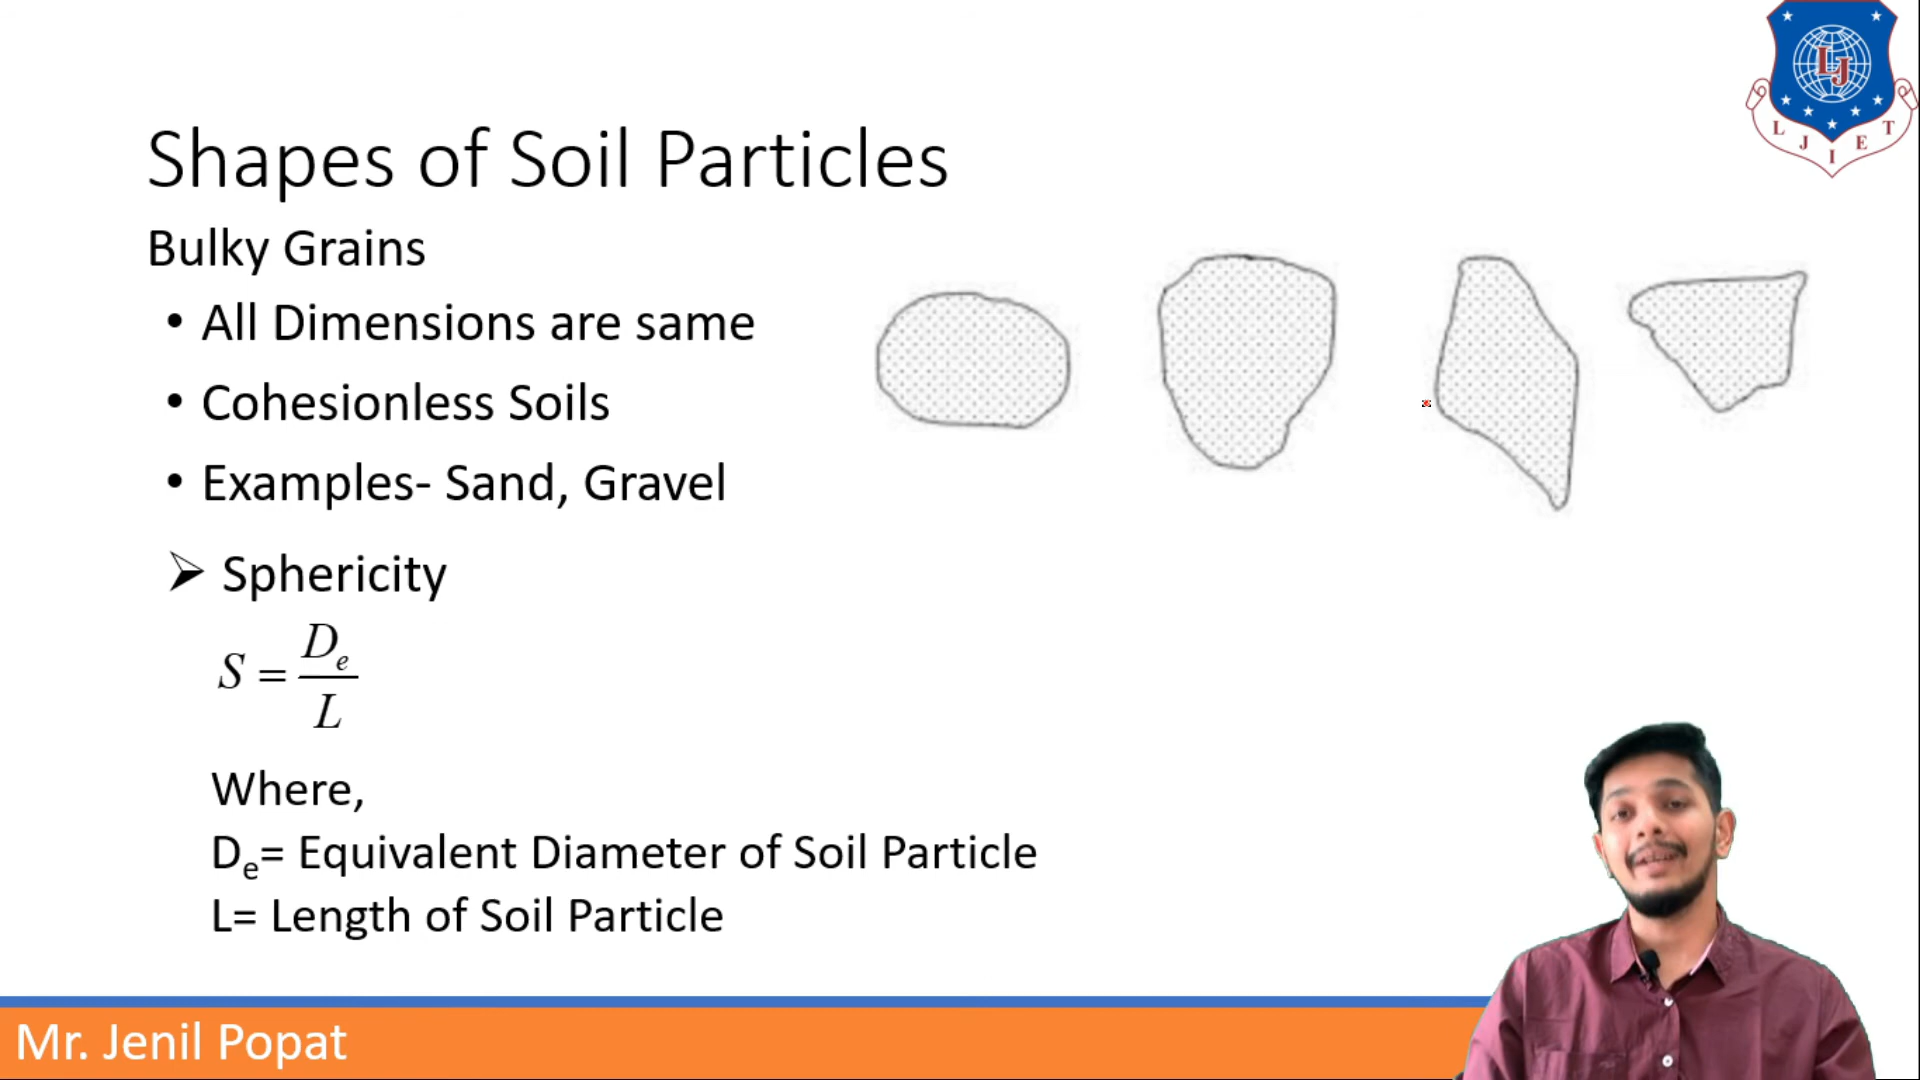 L J I E T
LJ
Shapes of Soil Particles
Bulky Grains
• All Dimensions are same
• Cohesionless Soils
• Examples- Sand, Gravel
➢ Sphericity
S = De / L
Where,
De= Equivalent Diameter of Soil Particle
L= Length of Soil Particle
Mr. Jenil Popat